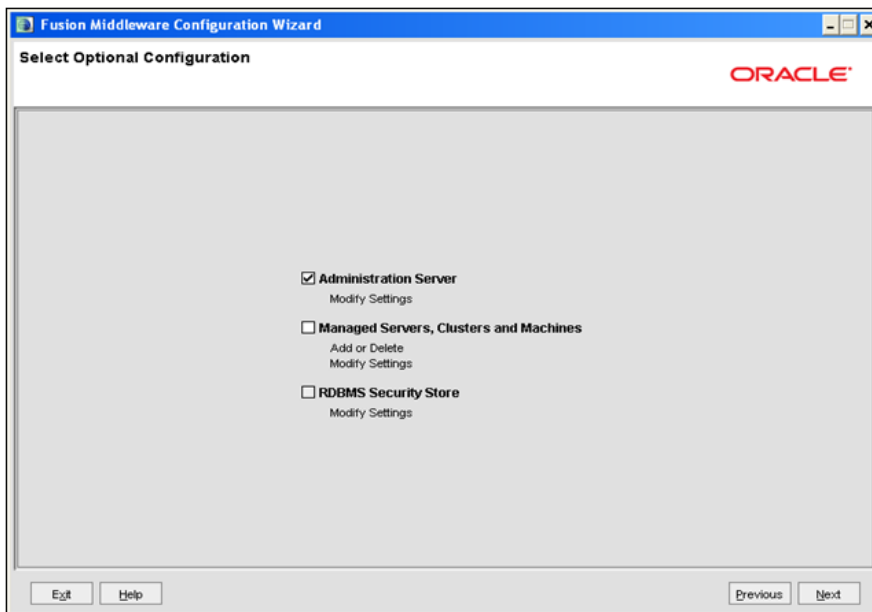 Fusion Middleware Configuration Wizard
Select Optional Configuration
ORACLE
Administration Server
Modify Settings
Managed Servers, Clusters and Machines
Add or Delete
Modify Settings
RDBMS Security Store
Modify Settings
Exit
Help
Previous
Next